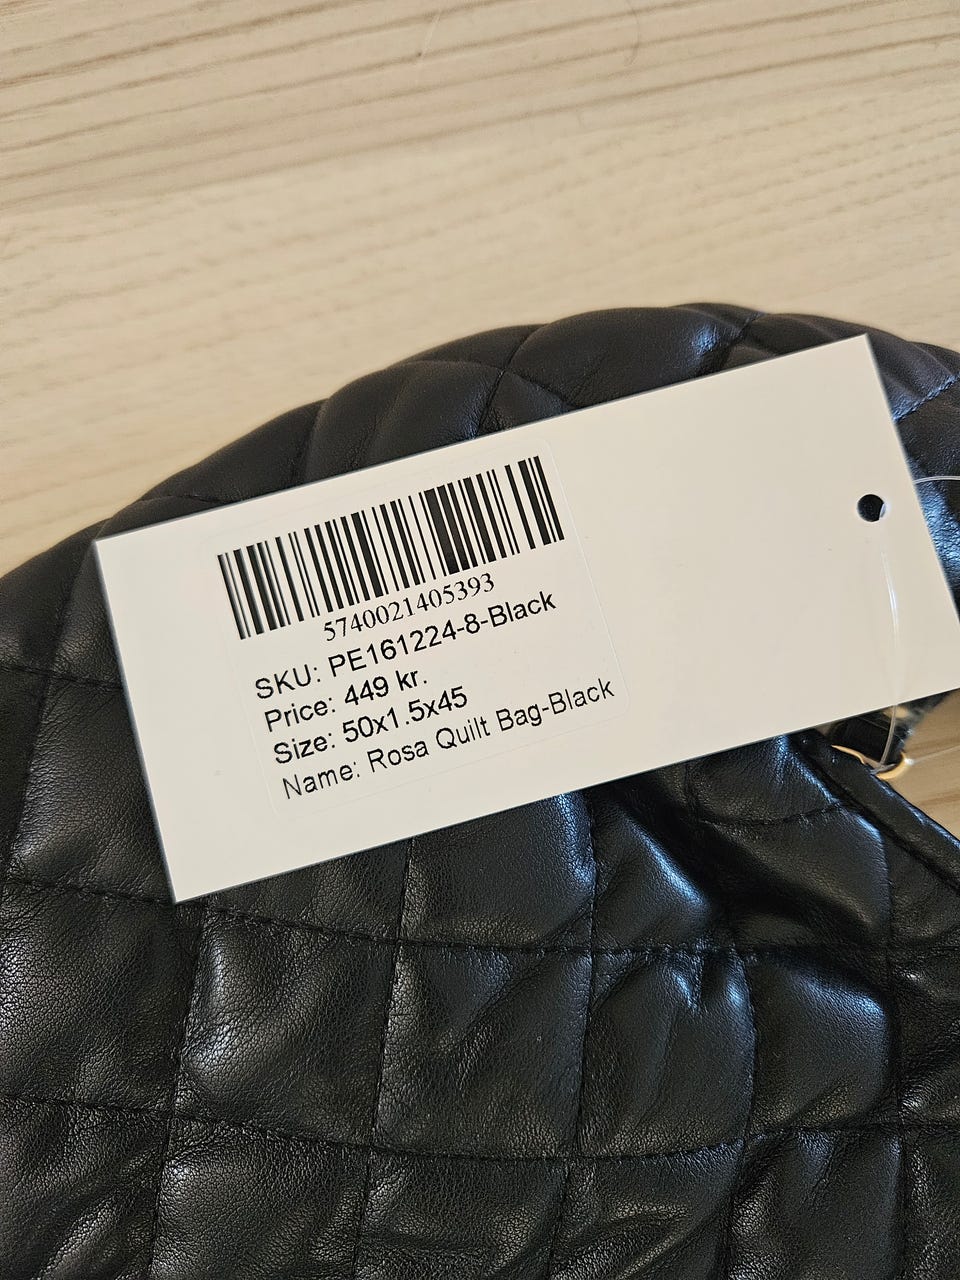 5740021405393
SKU: PE161224-8-Black
Price: 449 kr.
Size: 50x1.5x45
Name: Rosa Quilt Bag-Black